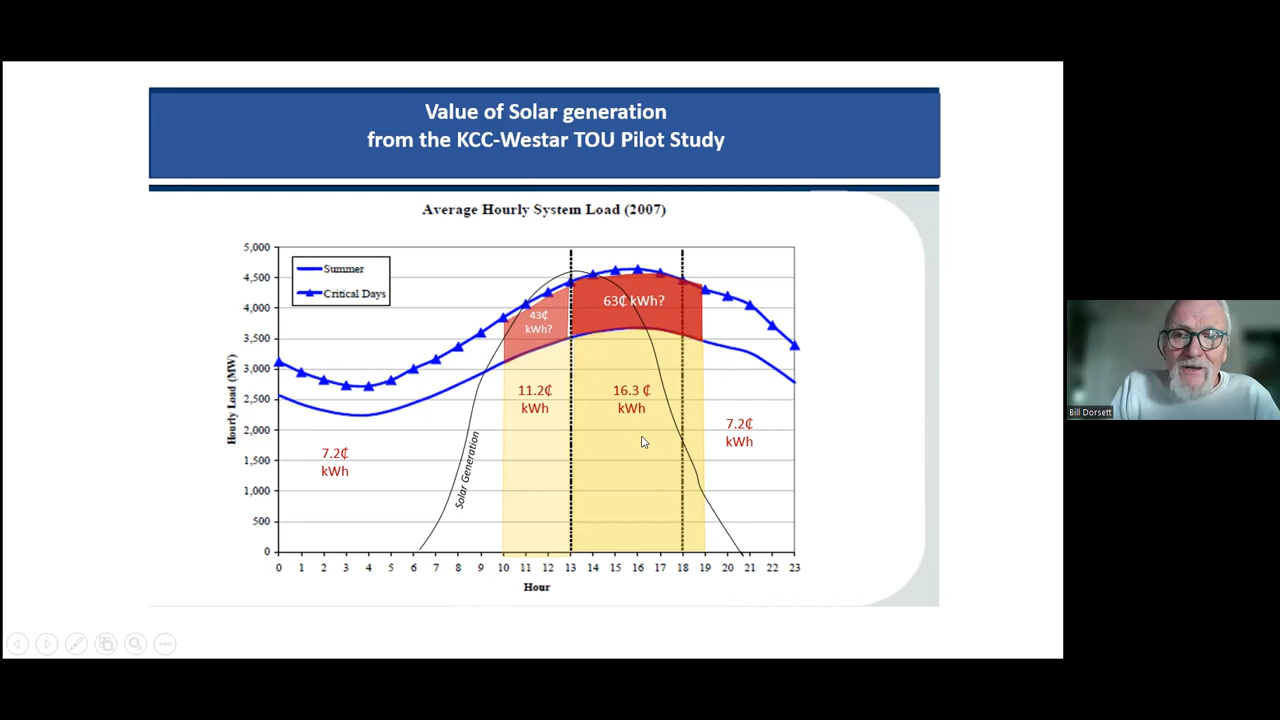 Value of Solar generation
from the KCC-Westar TOU Pilot Study
Average Hourly System Load (2007)
Hourly Load (MW)
5,000
4,500
4,000
3,500
3,000
2,500
2,000
1,500
1,000
500
0
Summer
Critical Days
43¢
kWh?
63¢ kWh?
11.2¢
kWh
16.3 ¢
kWh
7.2¢
kWh
7.2¢
kWh
Solar Generation
0 1 2 3 4 5 6 7 8 9 10 11 12 13 14 15 16 17 18 19 20 21 22 23
Hour
Bill Dorsett